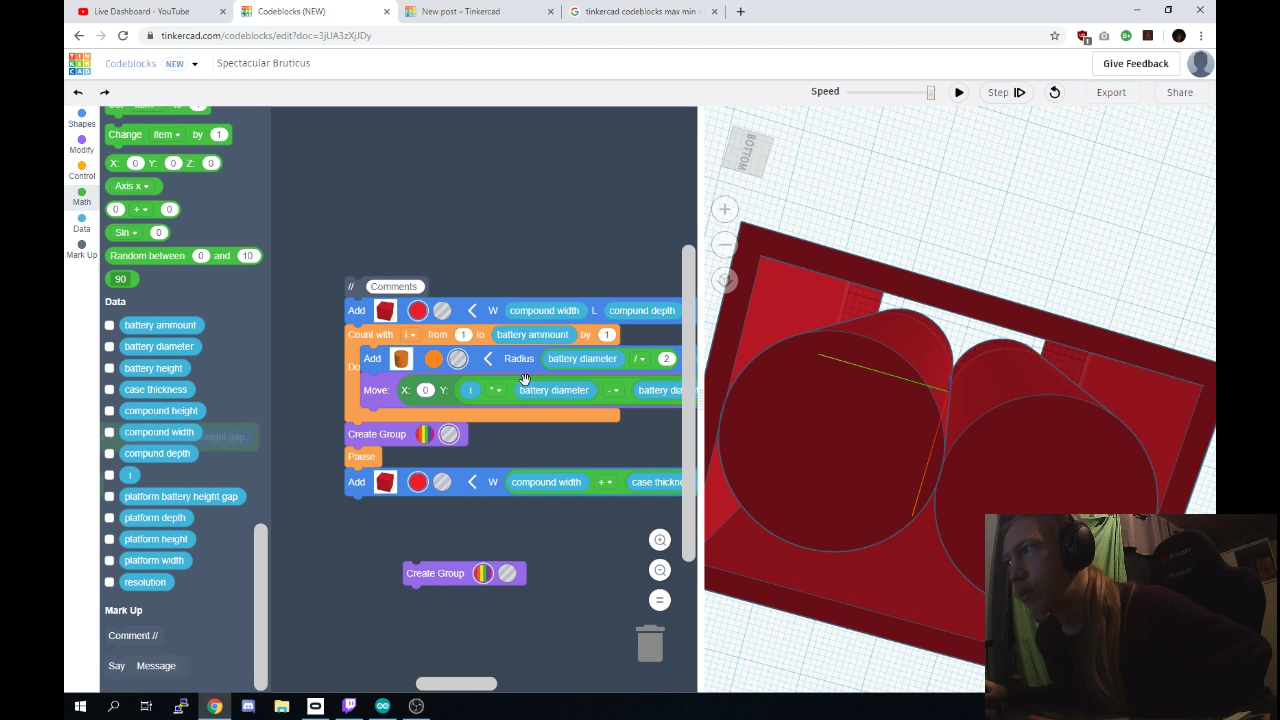 Live Dashboard - YouTube
Codeblocks (NEW)
New post – Tinkercad
tinkercad codeblocks max min -
tinkercad.com/codeblocks/edit?doc=3jUA3zXjJDy
Codeblocks NEW
Spectacular Bruticus
Give Feedback
Speed
Step
Export
Share
Shapes
Modify
Control
Math
Data
Mark Up
Change item by 1
X: 0 Y: 0 Z: 0
Axis x
0 + 0
Sin 0
Random between 0 and 10
90
Data
battery ammount
battery diameter
battery height
case thickness
compound height
compound width
height gap
compund depth
i
platform battery height gap
platform depth
platform height
platform width
resolution
Mark Up
Comment //
Say Message
// Comments
Add W compound width L compund depth
Count with i from 1 to battery ammount by 1
Do
Add Radius battery diameter / 2
Move: X: 0 Y: i * battery diameter -
Create Group
Pause
Add W compound width + case
Create Group
BOTTOM